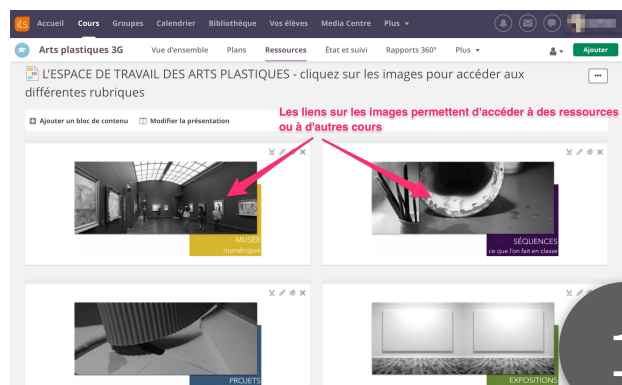 its Accueil Cours Groupes Calendrier Bibliothèque Vos élèves Media Centre Plus
Arts plastiques 3G Vue d'ensemble Plans Ressources État et suivi Rapports 360° Plus Ajouter
L'ESPACE DE TRAVAIL DES ARTS PLASTIQUES - cliquez sur les images pour accéder aux
différentes rubriques
Ajouter un bloc de contenu Modifier la présentation
Les liens sur les images permettent d'accéder à des ressources
ou à d'autres cours
MUSÉE
numérique
SÉQUENCES
ce que l'on fait en classe
PROJETS
EXPOSITIONS